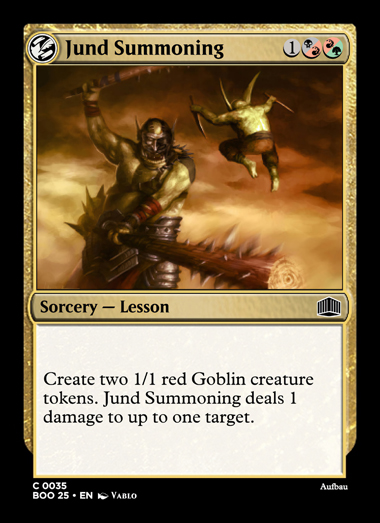 Jund Summoning 1
Sorcery — Lesson
Create two 1/1 red Goblin creature
tokens. Jund Summoning deals 1
damage to up to one target.
C 0035
BOO 25 • EN Vablo
Aufbau